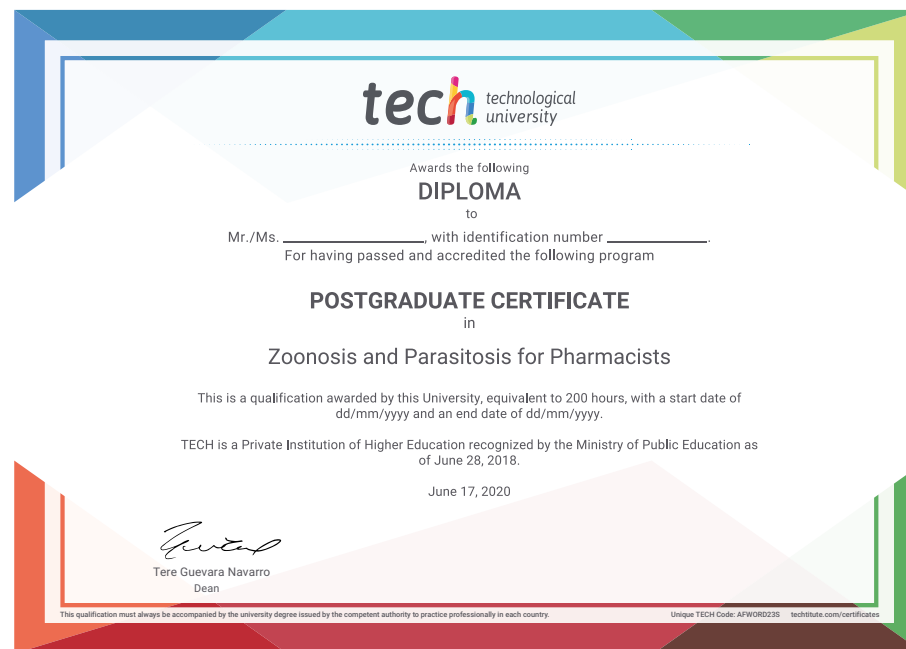 tech technological
university
Awards the following
DIPLOMA
to
Mr./Ms. ____________________, with identification number ______________.
For having passed and accredited the following program
POSTGRADUATE CERTIFICATE
in
Zoonosis and Parasitosis for Pharmacists
This is a qualification awarded by this University, equivalent to 200 hours, with a start date of
dd/mm/yyyy and an end date of dd/mm/yyyy.
TECH is a Private Institution of Higher Education recognized by the Ministry of Public Education as
of June 28, 2018.
June 17, 2020
Tere Guevara Navarro
Dean
This qualification must always be accompanied by the university degree issued by the competent authority to practice professionally in each country.
Unique TECH Code: AFWORD23S techtitute.com/certificates